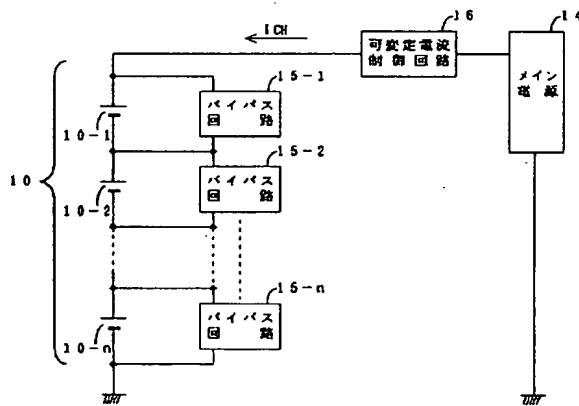 I CH
16
14
可変定電流
制御回路
メイン
電源
15-1
バイパス
回路
10-1
15-2
バイパス
回路
10
10-2
15-n
バイパス
回路
10-n